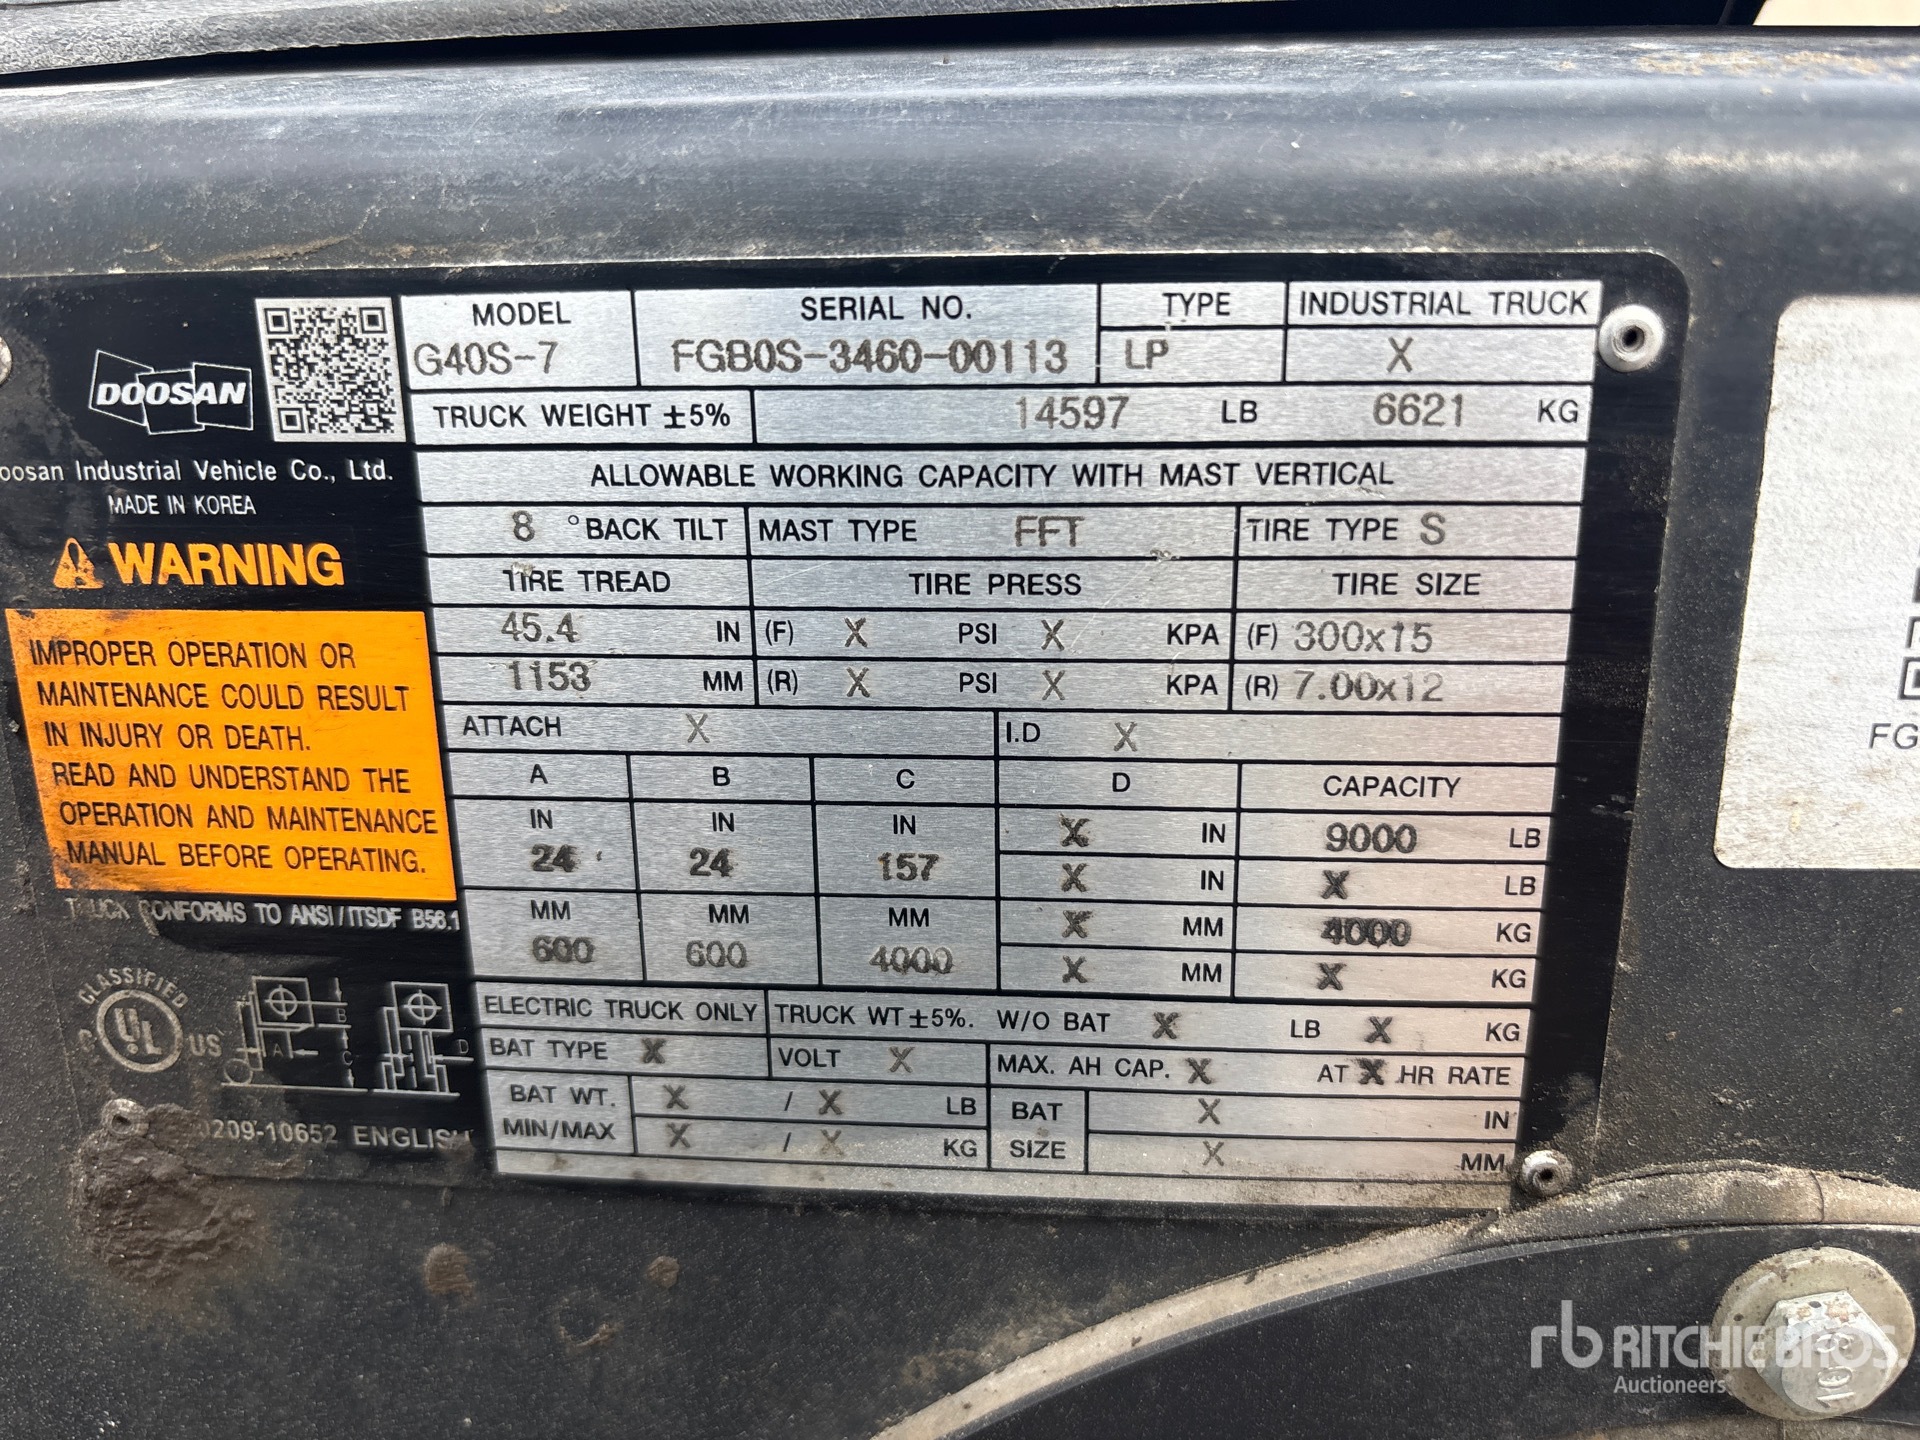 DOOSAN
Industrial Vehicle Co., Ltd.
MADE IN KOREA
WARNING
IMPROPER OPERATION OR
MAINTENANCE COULD RESULT
IN INJURY OR DEATH.
READ AND UNDERSTAND THE
OPERATION AND MAINTENANCE
MANUAL BEFORE OPERATING.
TRUCK CONFORMS TO ANSI/ITSDF B56.1
CLASSIFIED
C UL US
A B C D
0209-10652 ENGLISH
MODEL SERIAL NO. TYPE INDUSTRIAL TRUCK
G40S-7 FGB0S-3460-00113 LP X
TRUCK WEIGHT ±5% 14597 LB 6621 KG
ALLOWABLE WORKING CAPACITY WITH MAST VERTICAL
8 °BACK TILT MAST TYPE FFT TIRE TYPE S
TIRE TREAD TIRE PRESS TIRE SIZE
45.4 IN (F) X PSI X KPA (F) 300x15
1153 MM (R) X PSI X KPA (R) 7.00x12
ATTACH X I.D X
A B C D CAPACITY
IN IN IN X IN 9000 LB
24 24 157 X IN X LB
MM MM MM X MM 4000 KG
600 600 4000 X MM X KG
ELECTRIC TRUCK ONLY TRUCK WT ±5%. W/O BAT X LB X KG
BAT TYPE X VOLT X MAX. AH CAP. X AT X HR RATE
BAT WT. X / X LB BAT X IN
MIN/MAX X / X KG SIZE X MM
FG
rb RITCHIE BROS.
Auctioneers